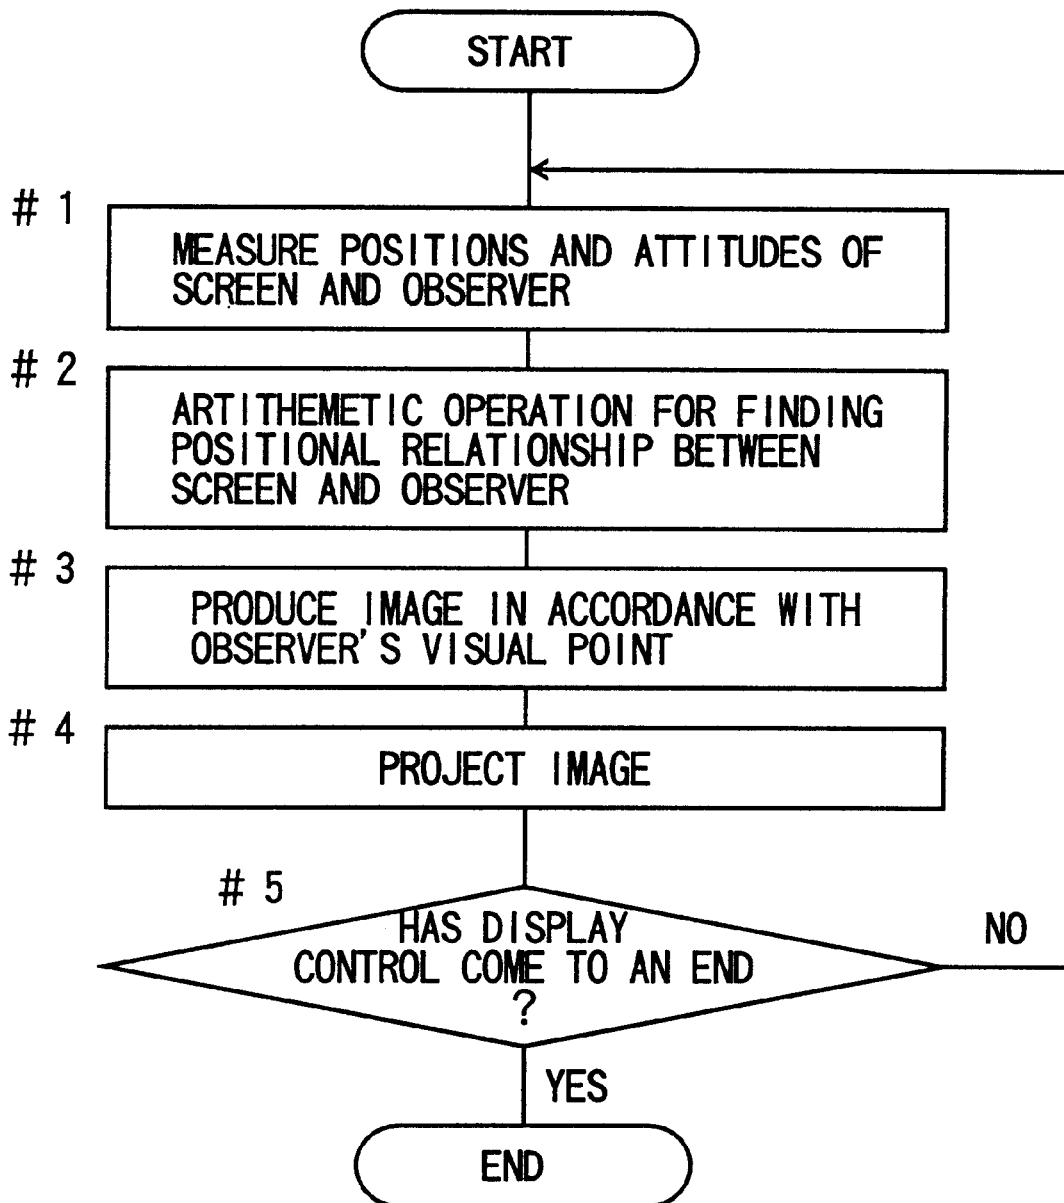 START
# 1
MEASURE POSITIONS AND ATTITUDES OF
SCREEN AND OBSERVER
# 2
ARTITHEMETIC OPERATION FOR FINDING
POSITIONAL RELATIONSHIP BETWEEN
SCREEN AND OBSERVER
# 3
PRODUCE IMAGE IN ACCORDANCE WITH
OBSERVER'S VISUAL POINT
# 4
PROJECT IMAGE
# 5
HAS DISPLAY
CONTROL COME TO AN END
?
NO
YES
END